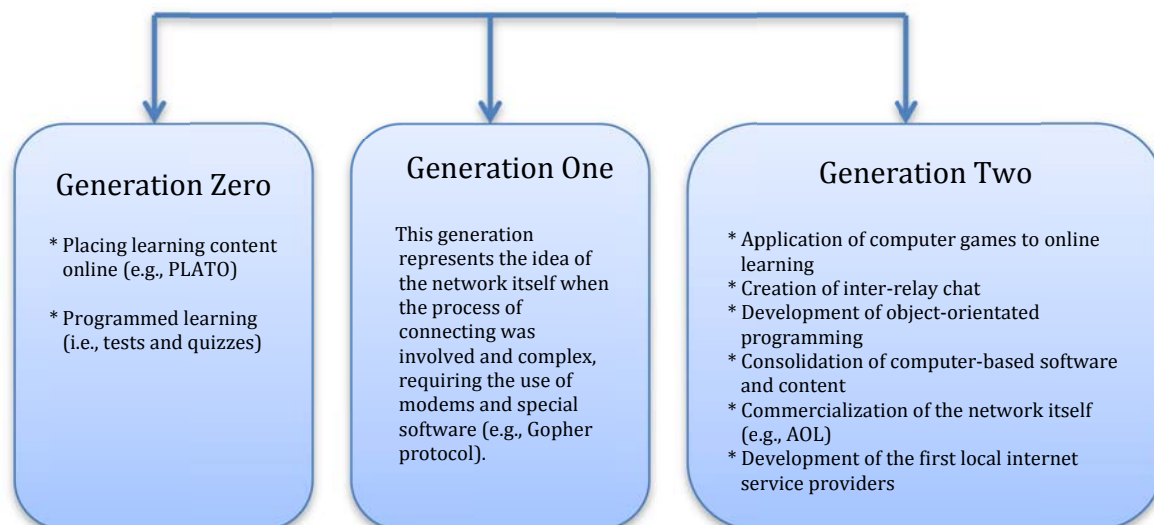 Generation Zero
* Placing learning content
online (e.g., PLATO)
* Programmed learning
(i.e., tests and quizzes)
Generation One
This generation
represents the idea of
the network itself when
the process of
connecting was
involved and complex,
requiring the use of
modems and special
software (e.g., Gopher
protocol).
Generation Two
* Application of computer games to online
learning
* Creation of inter-relay chat
* Development of object-orientated
programming
* Consolidation of computer-based software
and content
* Commercialization of the network itself
(e.g., AOL)
* Development of the first local internet
service providers